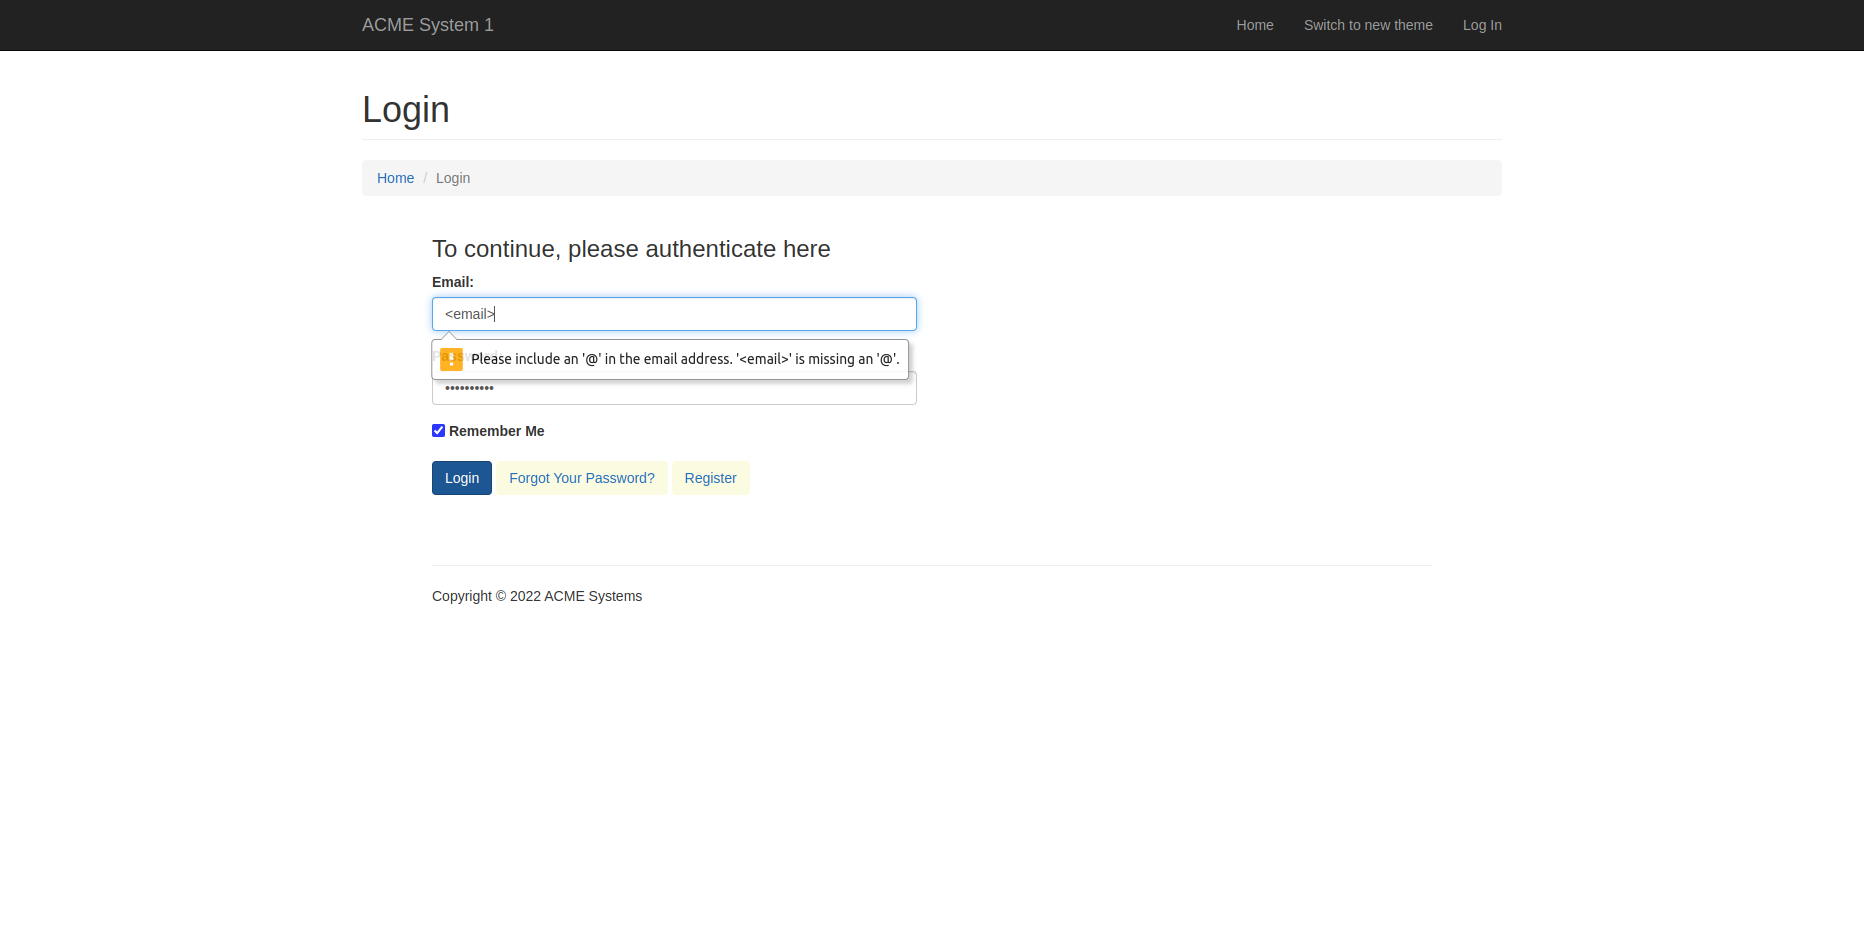 ACME System 1
Home
Switch to new theme
Log In
Login
Home / Login
To continue, please authenticate here
Email:
<email>
Please include an '@' in the email address. '<email>' is missing an '@'.
••••••••••
Remember Me
Login
Forgot Your Password?
Register
Copyright © 2022 ACME Systems